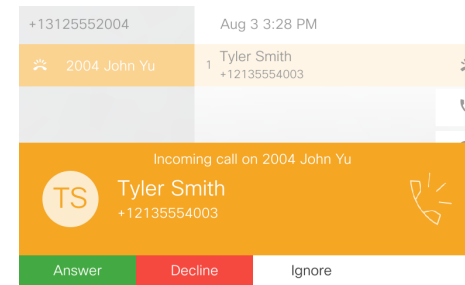 +13125552004
Aug 3 3:28 PM
2004 John Yu
1 Tyler Smith
+12135554003
Incoming call on 2004 John Yu
TS
Tyler Smith
+12135554003
Answer
Decline
Ignore